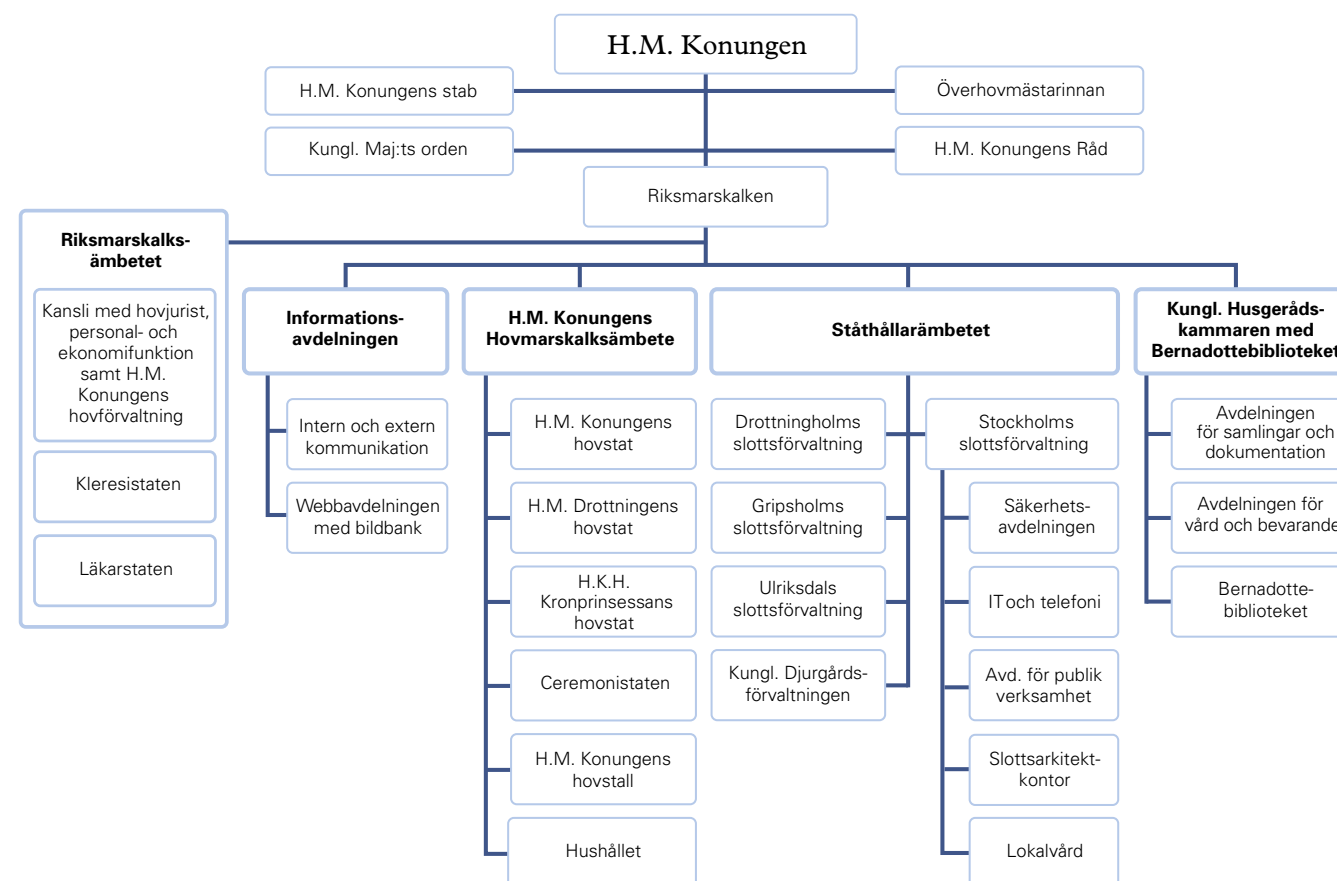 H.M. Konungen
H.M. Konungens stab
Överhovmästarinnan
Kungl. Maj:ts orden
H.M. Konungens Råd
Riksmarskalken
Riksmarskalks-
ämbetet
Kansli med hovjurist,
personal- och
ekonomifunktion
samt H.M.
Konungens
hovförvaltning
Kleresistaten
Läkarstaten
Informations-
avdelningen
Intern och extern
kommunikation
Webbavdelningen
med bildbank
H.M. Konungens
Hovmarskalksämbete
H.M. Konungens
hovstat
H.M. Drottningens
hovstat
H.K.H.
Kronprinsessans
hovstat
Ceremonistaten
H.M. Konungens
hovstall
Hushållet
Ståthållarämbetet
Drottningholms
slottsförvaltning
Gripsholms
slottsförvaltning
Ulriksdals
slottsförvaltning
Kungl. Djurgårds-
förvaltningen
Stockholms
slottsförvaltning
Säkerhets-
avdelningen
IT och telefoni
Avd. för publik
verksamhet
Slottsarkitekt-
kontor
Lokalvård
Kungl. Husgeråds-
kammaren med
Bernadottebiblioteket
Avdelningen
för samlingar och
dokumentation
Avdelningen för
vård och bevarande
Bernadotte-
biblioteket